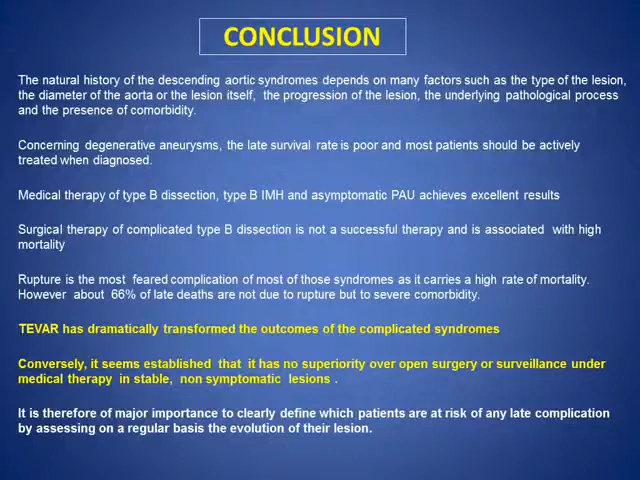 CONCLUSION
The natural history of the descending aortic syndromes depends on many factors such as the type of the lesion,
the diameter of the aorta or the lesion itself, the progression of the lesion, the underlying pathological process
and the presence of comorbidity.
Concerning degenerative aneurysms, the late survival rate is poor and most patients should be actively
treated when diagnosed.
Medical therapy of type B dissection, type B IMH and asymptomatic PAU achieves excellent results
Surgical therapy of complicated type B dissection is not a successful therapy and is associated with high
mortality
Rupture is the most feared complication of most of those syndromes as it carries a high rate of mortality.
However about 66% of late deaths are not due to rupture but to severe comorbidity.
TEVAR has dramatically transformed the outcomes of the complicated syndromes
Conversely, it seems established that it has no superiority over open surgery or surveillance under
medical therapy in stable, non symptomatic lesions .
It is therefore of major importance to clearly define which patients are at risk of any late complication
by assessing on a regular basis the evolution of their lesion.